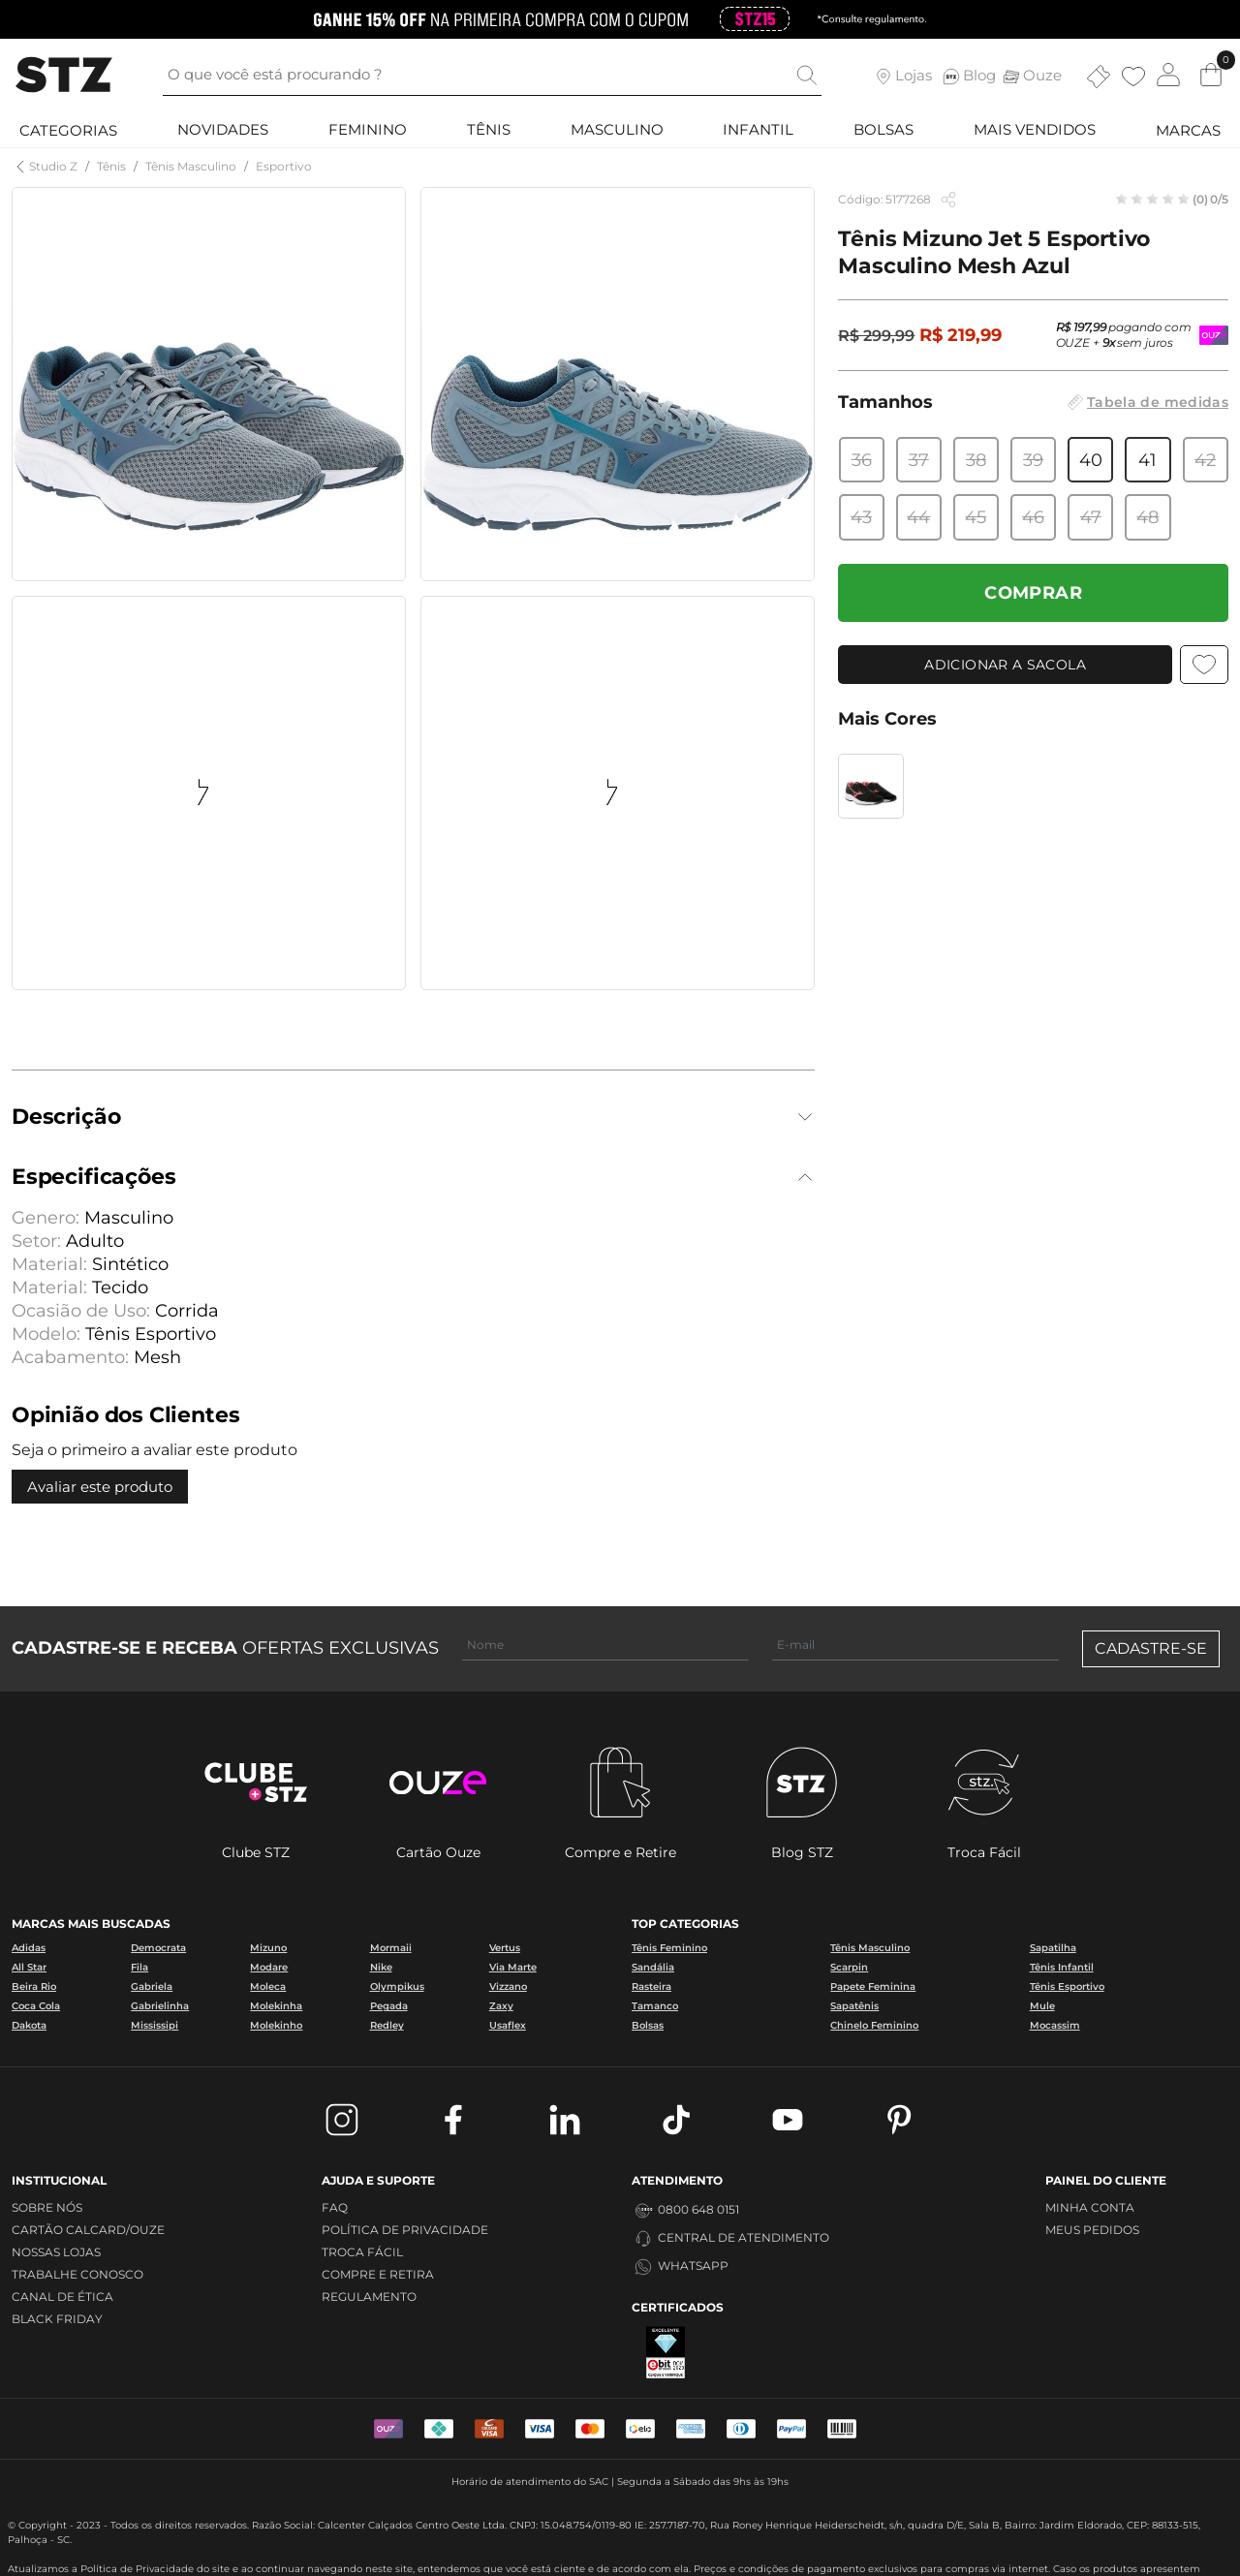 GANHE 15% OFF NA PRIMEIRA COMPRA COM O CUPOM STZ15 *Consulte regulamento.
STZ
O que você está procurando ?
Lojas
Blog
Ouze
0
CATEGORIAS NOVIDADES FEMININO TÊNIS MASCULINO INFANTIL BOLSAS MAIS VENDIDOS MARCAS
Studio Z / Tênis / Tênis Masculino / Esportivo
Código: 5177268
(0) 0/5
Tênis Mizuno Jet 5 Esportivo
Masculino Mesh Azul
R$ 299,99 R$ 219,99
R$ 197,99 pagando com
OUZE + 9x sem juros
Tamanhos
Tabela de medidas
36 37 38 39 40 41 42
43 44 45 46 47 48
COMPRAR
ADICIONAR A SACOLA
Mais Cores
Descrição
Especificações
Genero: Masculino
Setor: Adulto
Material: Sintético
Material: Tecido
Ocasião de Uso: Corrida
Modelo: Tênis Esportivo
Acabamento: Mesh
Opinião dos Clientes
Seja o primeiro a avaliar este produto
Avaliar este produto
CADASTRE-SE E RECEBA OFERTAS EXCLUSIVAS
Nome
E-mail
CADASTRE-SE
CLUBE
+STZ
ouze
STZ
stz.
Clube STZ
Cartão Ouze
Compre e Retire
Blog STZ
Troca Fácil
MARCAS MAIS BUSCADAS
Adidas Democrata Mizuno Mormaii Vertus
All Star Fila Modare Nike Via Marte
Beira Rio Gabriela Moleca Olympikus Vizzano
Coca Cola Gabrielinha Molekinha Pegada Zaxy
Dakota Mississipi Molekinho Redley Usaflex
TOP CATEGORIAS
Tênis Feminino Tênis Masculino Sapatilha
Sandália Scarpin Tênis Infantil
Rasteira Papete Feminina Tênis Esportivo
Tamanco Sapatênis Mule
Bolsas Chinelo Feminino Mocassim
INSTITUCIONAL
SOBRE NÓS
CARTÃO CALCARD/OUZE
NOSSAS LOJAS
TRABALHE CONOSCO
CANAL DE ÉTICA
BLACK FRIDAY
AJUDA E SUPORTE
FAQ
POLÍTICA DE PRIVACIDADE
TROCA FÁCIL
COMPRE E RETIRA
REGULAMENTO
ATENDIMENTO
0800 648 0151
CENTRAL DE ATENDIMENTO
WHATSAPP
CERTIFICADOS
EXCELENTE
PAINEL DO CLIENTE
MINHA CONTA
MEUS PEDIDOS
VISA
VISA
elo
PayPal
Horário de atendimento do SAC | Segunda a Sábado das 9hs às 19hs
© Copyright - 2023 - Todos os direitos reservados. Razão Social: Calcenter Calçados Centro Oeste Ltda. CNPJ: 15.048.754/0119-80 IE: 257.7187-70, Rua Roney Henrique Heiderscheidt, s/n, quadra D/E, Sala B, Bairro: Jardim Eldorado, CEP: 88133-515,
Palhoça - SC.
Atualizamos a Política de Privacidade do site e ao continuar navegando neste site, entendemos que você está ciente e de acordo com ela. Preços e condições de pagamento exclusivos para compras via internet. Caso os produtos apresentem